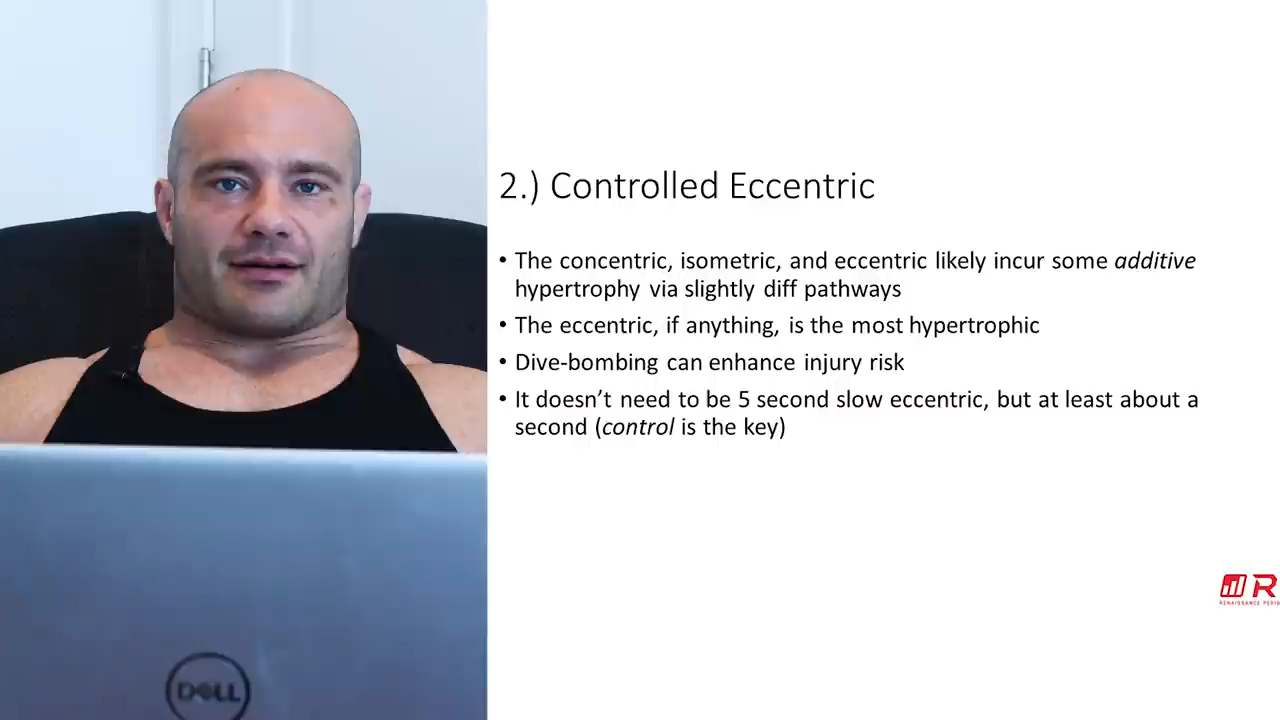 2.) Controlled Eccentric
• The concentric, isometric, and eccentric likely incur some additive
hypertrophy via slightly diff pathways
• The eccentric, if anything, is the most hypertrophic
• Dive-bombing can enhance injury risk
• It doesn’t need to be 5 second slow eccentric, but at least about a
second (control is the key)
R
RENAISSANCE PERIO
DELL